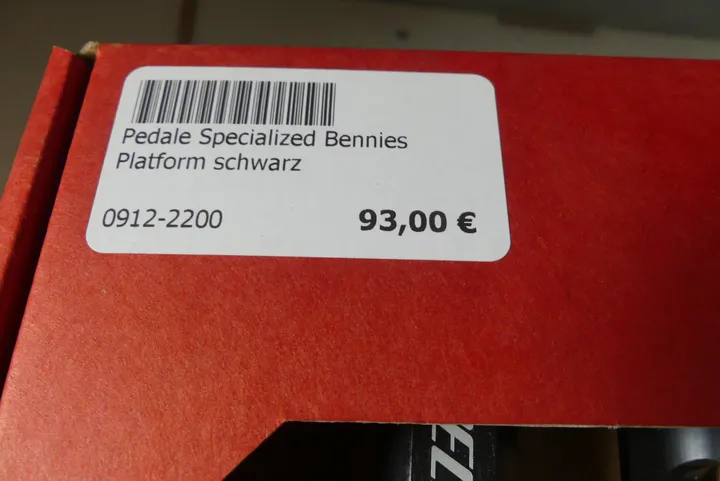 Pedale Specialized Bennies
Platform schwarz
0912-2200 93,00 €